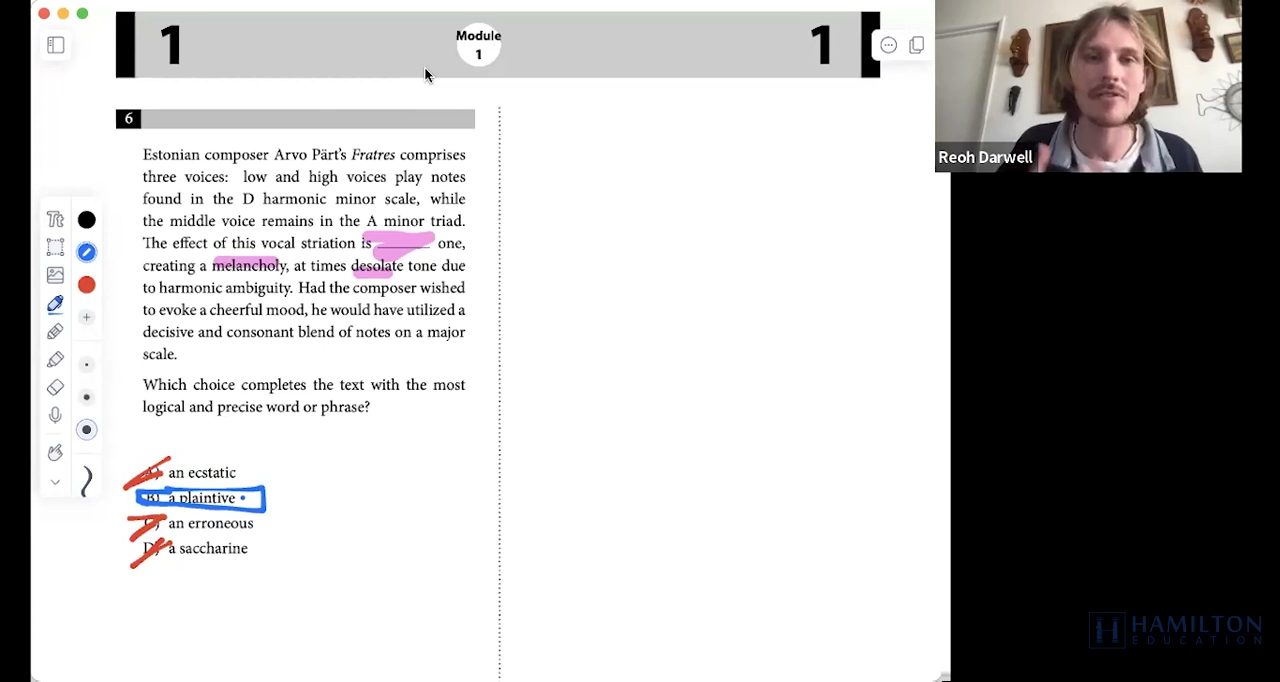 1
Module
1
1
6
Estonian composer Arvo Pärt's Fratres comprises
three voices: low and high voices play notes
found in the D harmonic minor scale, while
the middle voice remains in the A minor triad.
The effect of this vocal striation is ______ one,
creating a melancholy, at times desolate tone due
to harmonic ambiguity. Had the composer wished
to evoke a cheerful mood, he would have utilized a
decisive and consonant blend of notes on a major
scale.
Which choice completes the text with the most
logical and precise word or phrase?
A) an ecstatic
B) a plaintive
C) an erroneous
D) a saccharine
Tt
Reoh Darwell
HAMILTON
EDUCATION